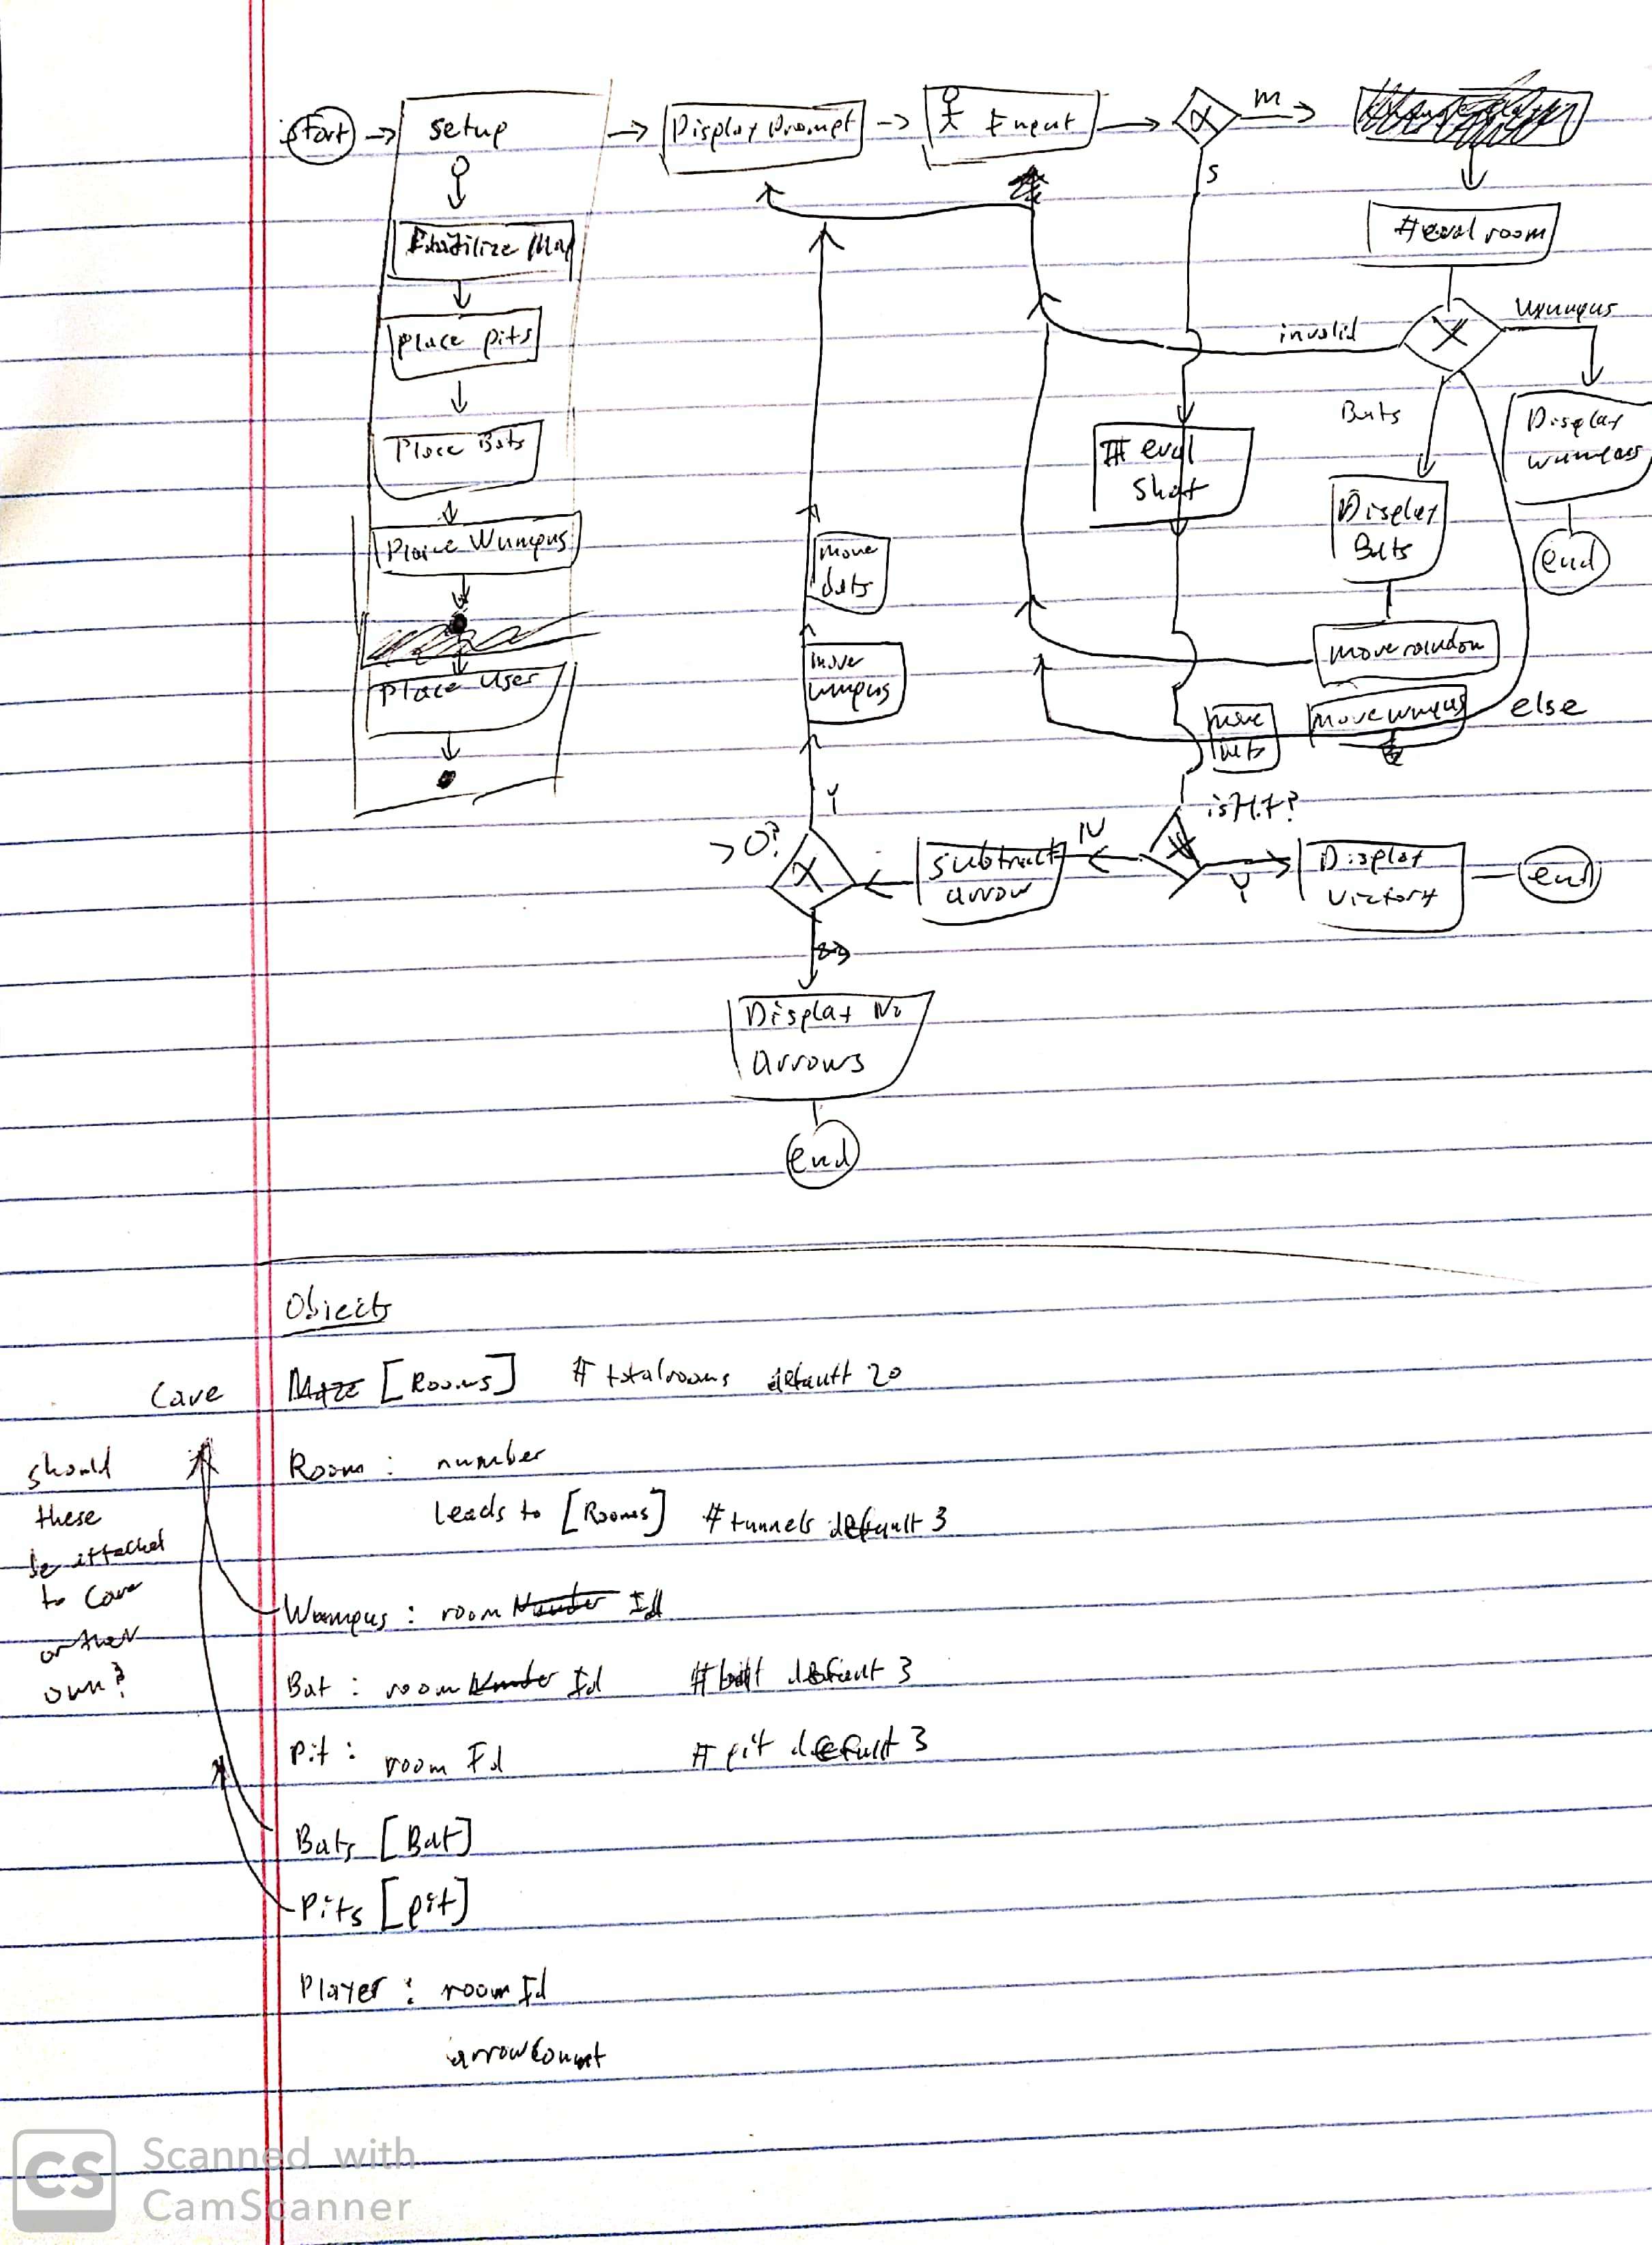 start
setup
Display Prompt
Input
m
s
Initilize Map
# eval room
place pits
invalid
Wumpus
Place Bats
Bats
Display
Wumpass
# eval
Shot
Display
Bats
Place Wumpus
move
bats
end
move
wumpus
move random
Place User
move
bats
move wumpus
else
Y
isHit?
>0?
subtract
arrow
N
Y
Display
Victory
end
Display No
arrows
end
Objects
Cave
Maze [Rooms] # totalrooms default 20
should
these
be attached
to Cave
or their
own?
Room : number
Leads to [Rooms] # tunnels default 3
Wumpus : room Number Id
Bat : room Number Id # bat default 3
Pit : room Id # pit default 3
Bats [Bat]
Pits [pit]
Player : room Id
arrowCount
CS Scanned with
CamScanner